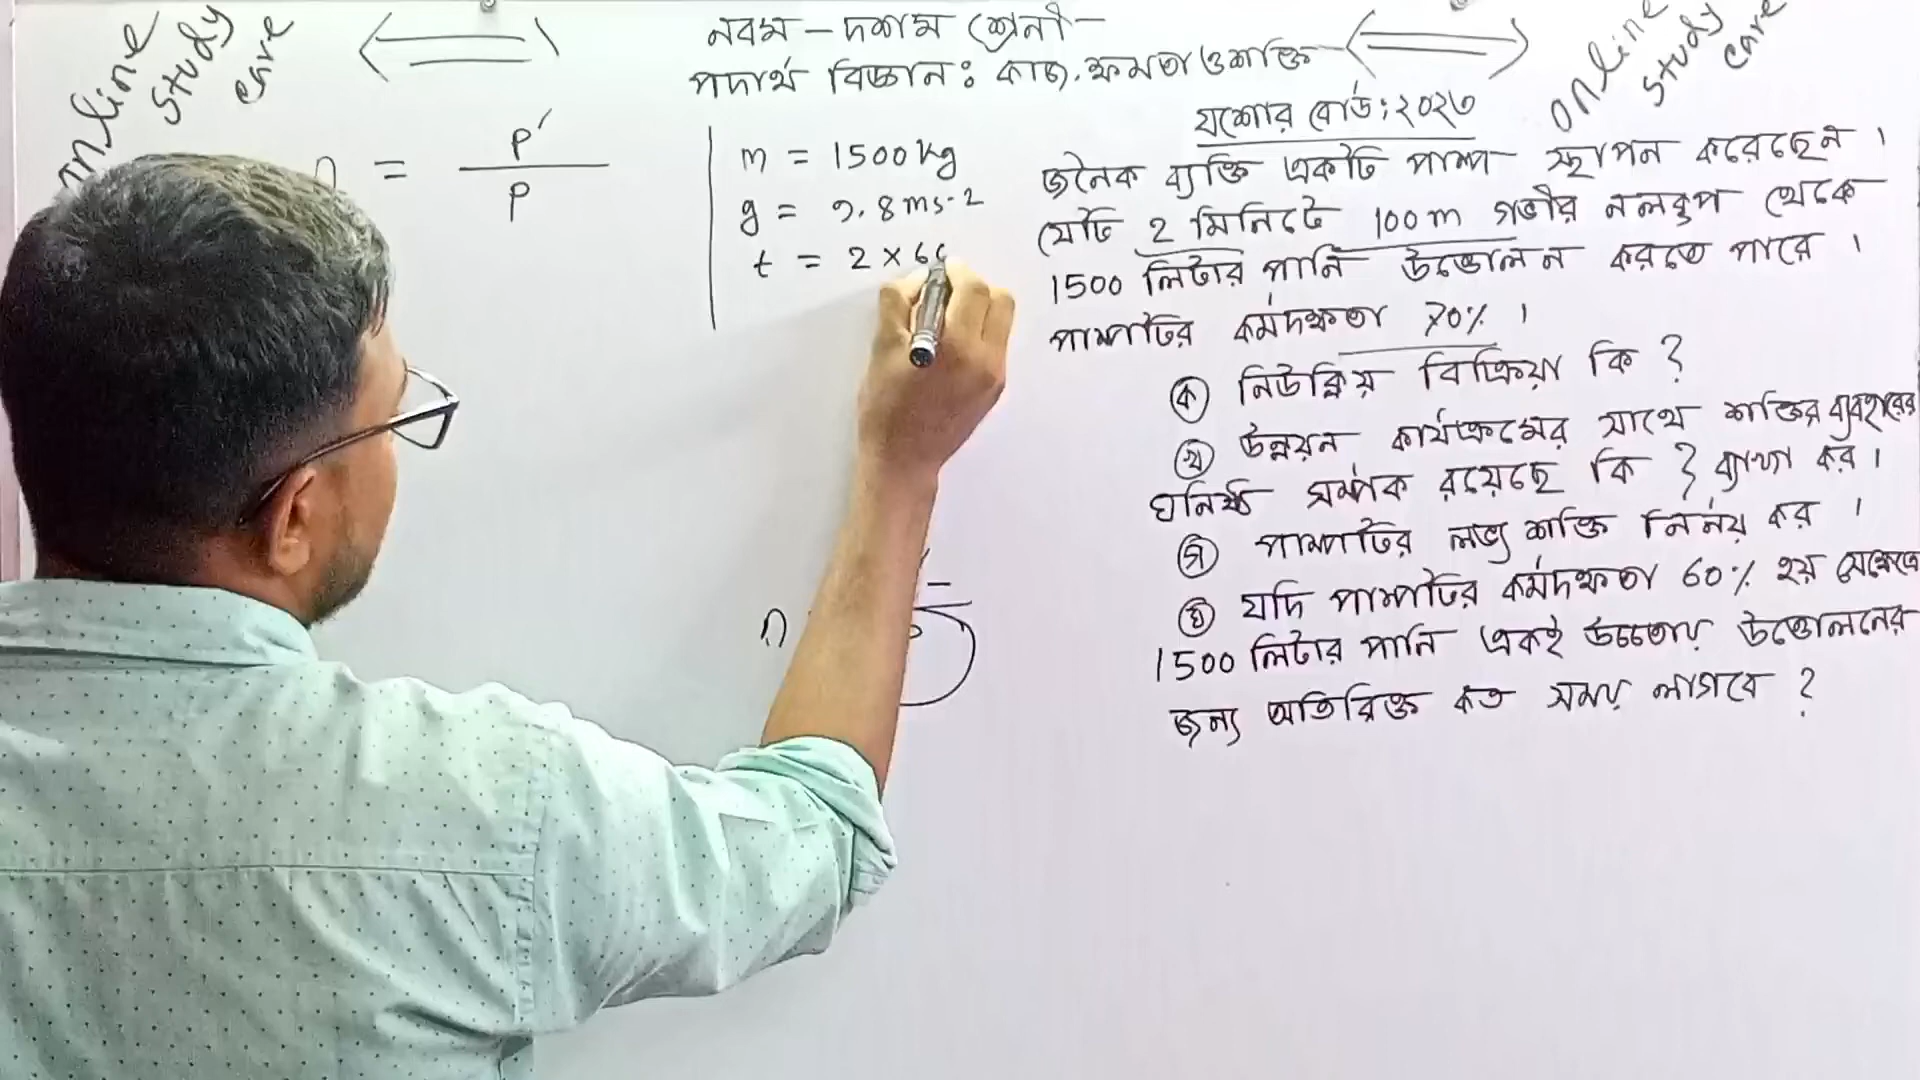 online study care
নবম – দশম শ্রেনী –
পদার্থ বিজ্ঞান : কাজ, ক্ষমতা ও শক্তি
online study care
যশোর বোর্ড : ২০২৩
জনৈক ব্যক্তি একটি পাম্প স্থাপন করেছেন ।
যেটি 2 মিনিটে 100 m গভীর নলকূপ থেকে
1500 লিটার পানি উত্তোলন করতে পারে ।
পাম্পটির কর্মদক্ষতা 70% ।
ক নিউক্লিয় বিক্রিয়া কি ?
খ উন্নয়ন কার্যক্রমের সাথে শক্তির ব্যবহারের
ঘনিষ্ঠ সম্পর্ক রয়েছে কি ? ব্যাখা কর ।
গ পাম্পটির লভ্য শক্তি নির্নয় কর ।
ঘ যদি পাম্পটির কর্মদক্ষতা 60% হয় সেক্ষেত্রে
1500 লিটার পানি একই উচ্চতায় উত্তোলনের
জন্য অতিরিক্ত কত সময় লাগবে ?
n = P' / P
m = 1500 kg
g = 9.8 ms-2
t = 2 × 6
n